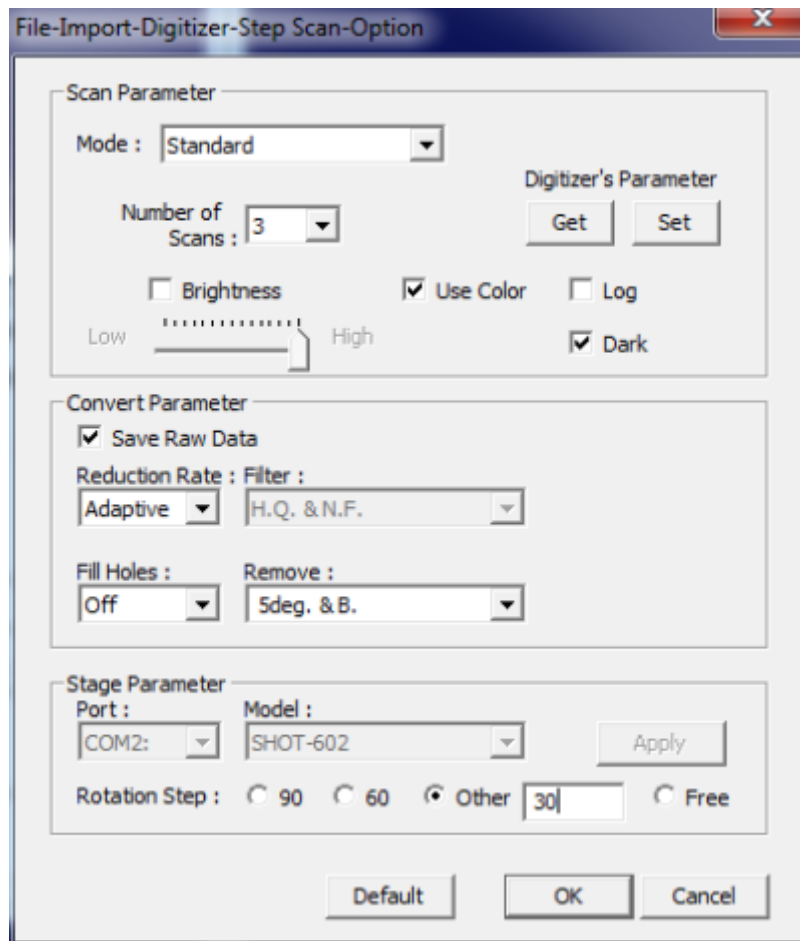 File-Import-Digitizer-Step Scan-Option
Scan Parameter
Mode : Standard
Digitizer's Parameter
Number of Scans : 3
Get Set
Brightness Use Color Log
Low High
Dark
Convert Parameter
Save Raw Data
Reduction Rate : Filter :
Adaptive H.Q. & N.F.
Fill Holes : Remove :
Off 5deg. & B.
Stage Parameter
Port : Model :
COM2: SHOT-602 Apply
Rotation Step : 90 60 Other 30 Free
Default OK Cancel